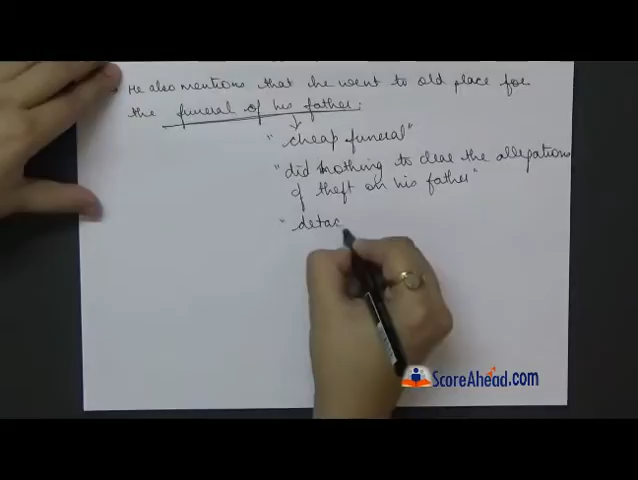 • He also mentions that he went to old place for
the funeral of his father.
" cheap funeral"
" did nothing to clear the allegations
of theft on his father"
" detac
ScoreAhead.com